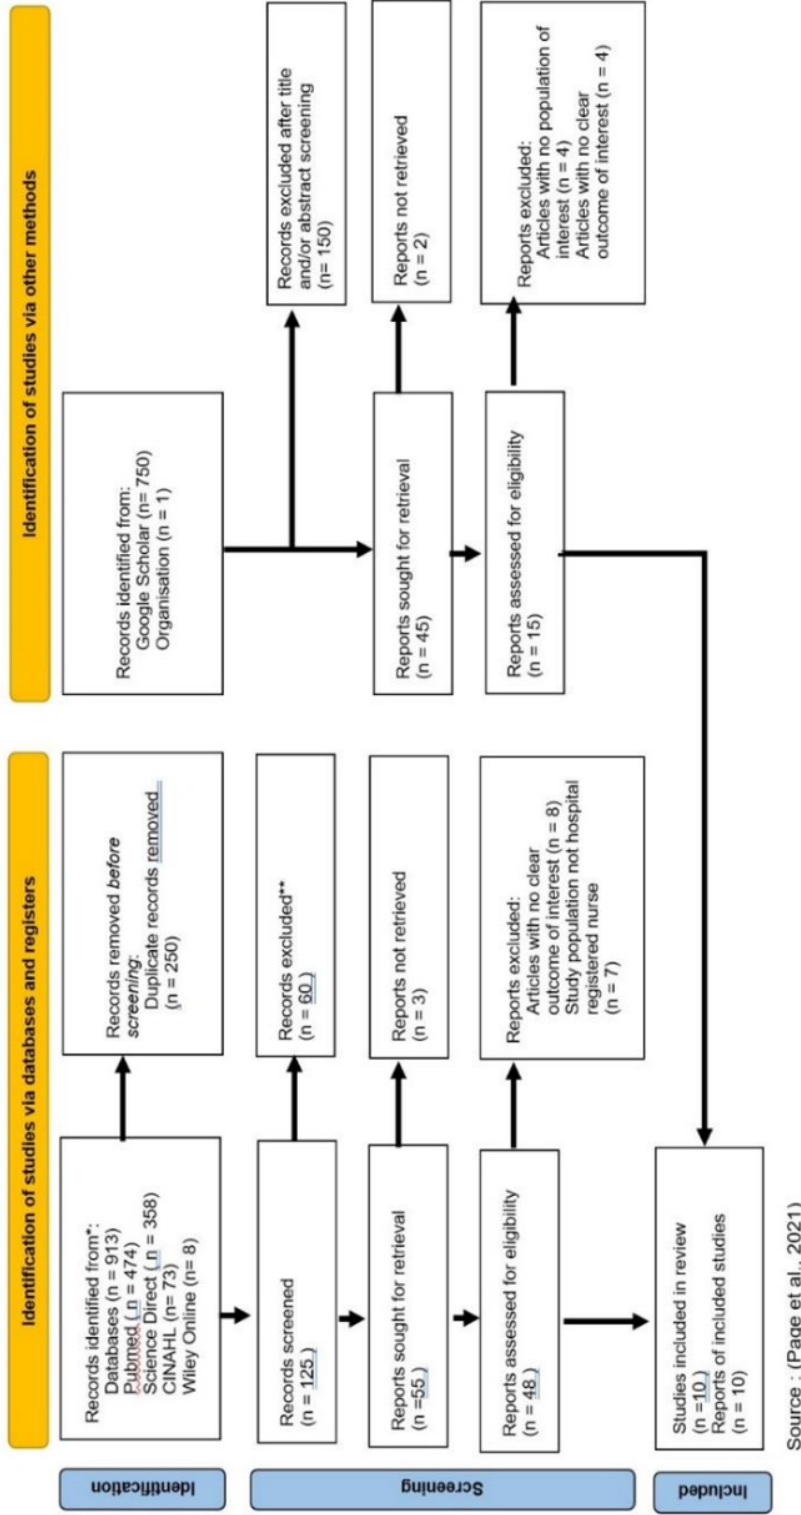 Identification of studies via databases and registers
Identification of studies via other methods
Identification
Records identified from*:
Databases (n = 913)
Pubmed ( n = 474)
Science Direct ( n = 358)
CINAHL (n= 73)
Wiley Online (n= 8)
Records removed before
screening:
Duplicate records removed
(n = 250)
Records identified from:
Google Scholar (n= 750)
Organisation (n = 1)
Screening
Records screened
(n = 125 )
Records excluded**
(n = 60 )
Records excluded after title
and/or abstract screening
(n= 150)
Reports sought for retrieval
(n =55 )
Reports not retrieved
(n = 3)
Reports sought for retrieval
(n = 45)
Reports not retrieved
(n = 2)
Reports assessed for eligibility
(n = 48 )
Reports excluded:
Articles with no clear
outcome of interest (n = 8)
Study population not hospital
registered nurse
(n = 7)
Reports assessed for eligibility
(n = 15)
Reports excluded:
Articles with no population of
interest (n = 4)
Articles with no clear
outcome of interest (n = 4)
Included
Studies included in review
(n =10 )
Reports of included studies
(n = 10)
Source : (Page et al., 2021)